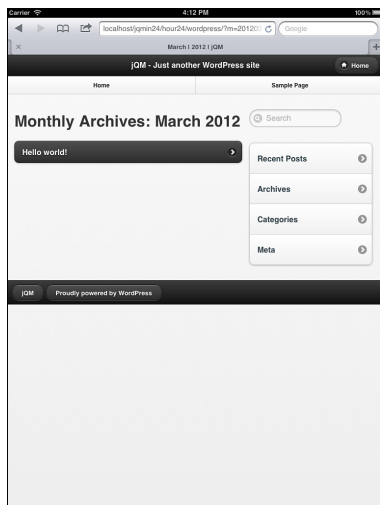 Carrier 4:12 PM 100%
localhost/jqmin24/hour24/wordpress/?m=20120 Google
March | 2012 | jQM
jQM - Just another WordPress site Home
Home Sample Page
Monthly Archives: March 2012 Search
Hello world!
Recent Posts
Archives
Categories
Meta
jQM Proudly powered by WordPress